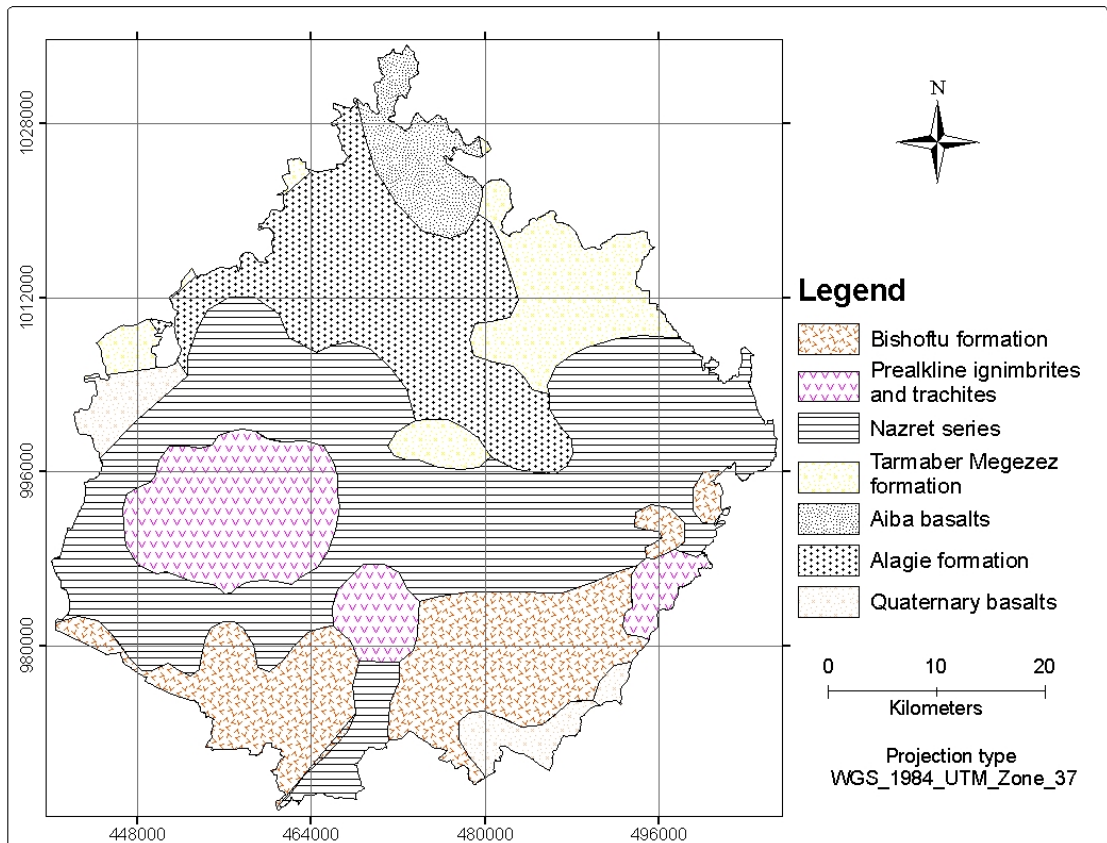 N
1028000
1012000
996000
980000
448000
464000
480000
496000
Legend
Bishoftu formation
Prealkline ignimbrites
and trachites
Nazret series
Tarmaber Megezez
formation
Aiba basalts
Alagie formation
Quaternary basalts
0 10 20
Kilometers
Projection type
WGS_1984_UTM_Zone_37